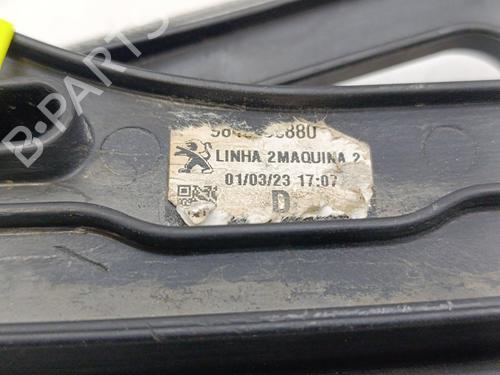 B-PARTS
LINHA 2MAQUINA 2
01/03/23 17:07
D